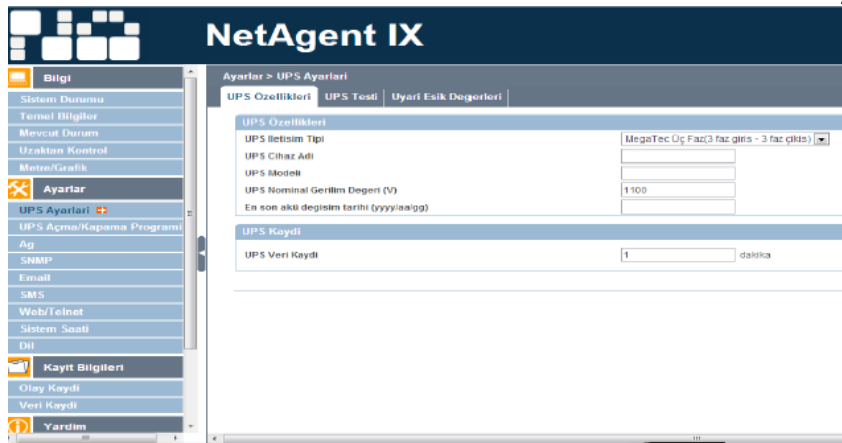 NetAgent IX
Bilgi
Sistem Durumu
Temel Bilgiler
Mevcut Durum
Uzaktan Kontrol
Metre/Grafik
Ayarlar
UPS Ayarlari
UPS Açma/Kapama Programi
Ag
SNMP
Email
SMS
Web/Telnet
Sistem Saati
Dil
Kayit Bilgileri
Olay Kaydi
Veri Kaydi
Yardim
Ayarlar > UPS Ayarlari
UPS Özellikleri UPS Testi Uyari Esik Degerleri
UPS Özellikleri
UPS Iletisim Tipi MegaTec Üç Faz(3 faz giris - 3 faz çikis)
UPS Cihaz Adi
UPS Modeli
UPS Nominal Gerilim Degeri (V) 1100
En son akü degisim tarihi (yyyy/aa/gg)
UPS Kaydi
UPS Veri Kaydi 1 dakika